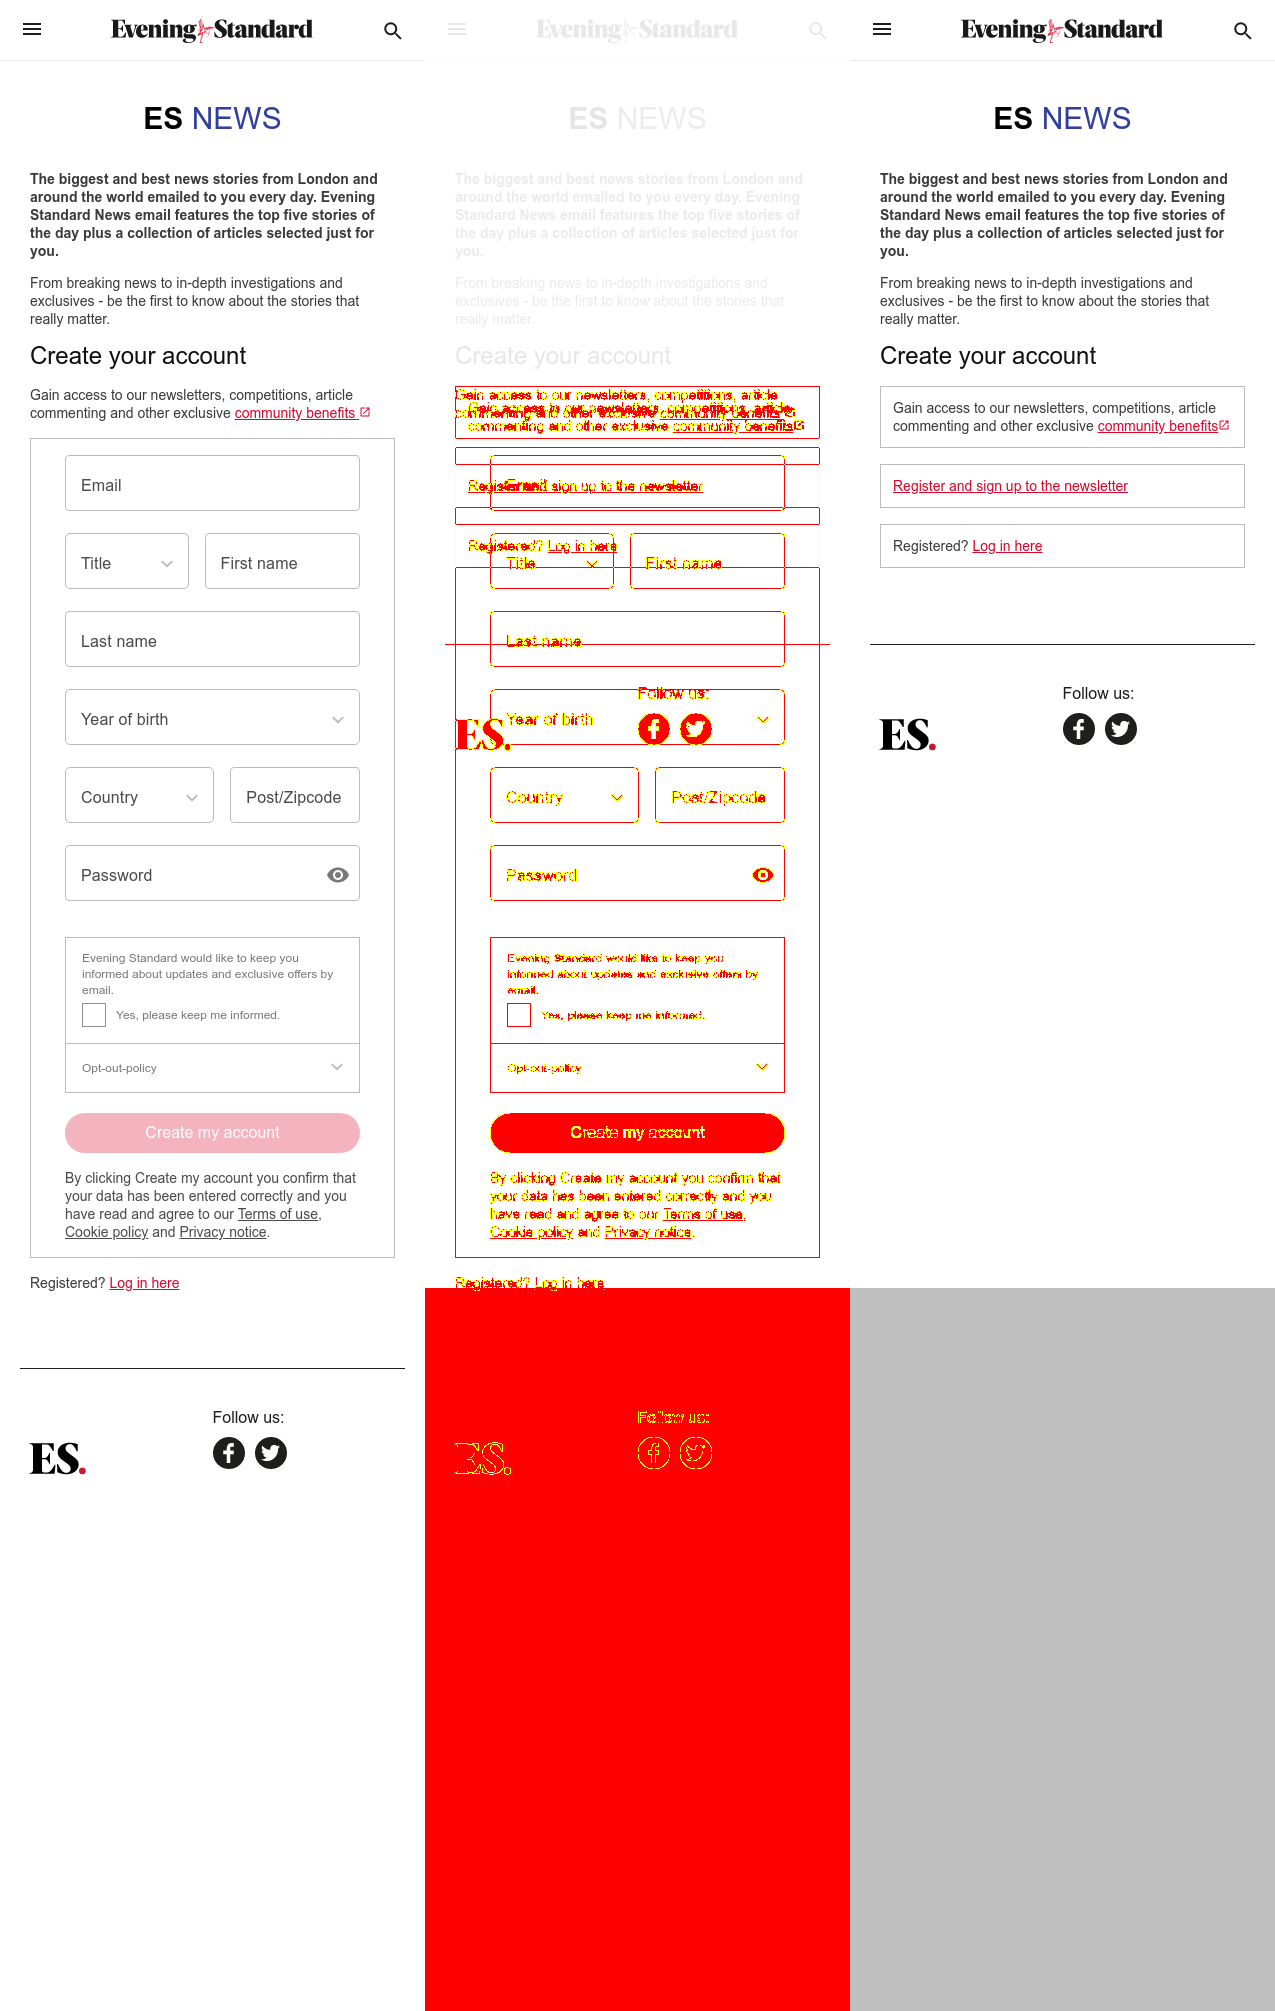 Evening Standard
ES NEWS
The biggest and best news stories from London and
around the world emailed to you every day. Evening
Standard News email features the top five stories of
the day plus a collection of articles selected just for
you.
From breaking news to in-depth investigations and
exclusives - be the first to know about the stories that
really matter.
Create your account
Gain access to our newsletters, competitions, article
commenting and other exclusive community benefits
Email
Title
First name
Last name
Year of birth
Country
Post/Zipcode
Password
Evening Standard would like to keep you
informed about updates and exclusive offers by
email.
Yes, please keep me informed.
Opt-out-policy
Create my account
By clicking Create my account you confirm that
your data has been entered correctly and you
have read and agree to our Terms of use,
Cookie policy and Privacy notice.
Registered? Log in here
Follow us:
ES.
Evening Standard
ES NEWS
The biggest and best news stories from London and
around the world emailed to you every day. Evening
Standard News email features the top five stories of
the day plus a collection of articles selected just for
you.
From breaking news to in-depth investigations and
exclusives - be the first to know about the stories that
really matter.
Create your account
Gain access to our newsletters, competitions, article
commenting and other exclusive community benefits
Gain access to our newsletters, competitions, article
commenting and other exclusive community benefits
Email
Register and sign up to the newsletter
Registered? Log in here
Title
First name
Last name
Follow us:
Year of birth
ES.
Country
Post/Zipcode
Password
Evening Standard would like to keep you
informed about updates and exclusive offers by
email.
Yes, please keep me informed.
Opt-out-policy
Create my account
By clicking Create my account you confirm that
your data has been entered correctly and you
have read and agree to our Terms of use,
Cookie policy and Privacy notice.
Registered? Log in here
Follow us:
ES.
Evening Standard
ES NEWS
The biggest and best news stories from London and
around the world emailed to you every day. Evening
Standard News email features the top five stories of
the day plus a collection of articles selected just for
you.
From breaking news to in-depth investigations and
exclusives - be the first to know about the stories that
really matter.
Create your account
Gain access to our newsletters, competitions, article
commenting and other exclusive community benefits
Register and sign up to the newsletter
Registered? Log in here
Follow us:
ES.